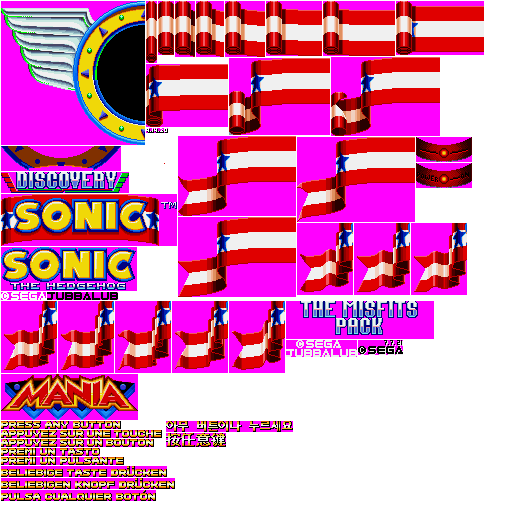 DISCOVERY
SONIC
TM
SONIC
THE HEDGEHOG
©SEGA JUBBALUB
THE MISFITS
PACK
©SEGA
JUBBALUB
©SEGA
MANIA
PRESS ANY BUTTON
APPUYEZ SUR UNE TOUCHE
APPUYEZ SUR UN BOUTON
PREMI UN TASTO
PREMI UN PULSANTE
BELIEBIGE TASTE DRÜCKEN
BELIEBIGEN KNOPF DRÜCKEN
PULSA CUALQUIER BOTÓN
아무 버튼이나 누르세요
按任意鍵